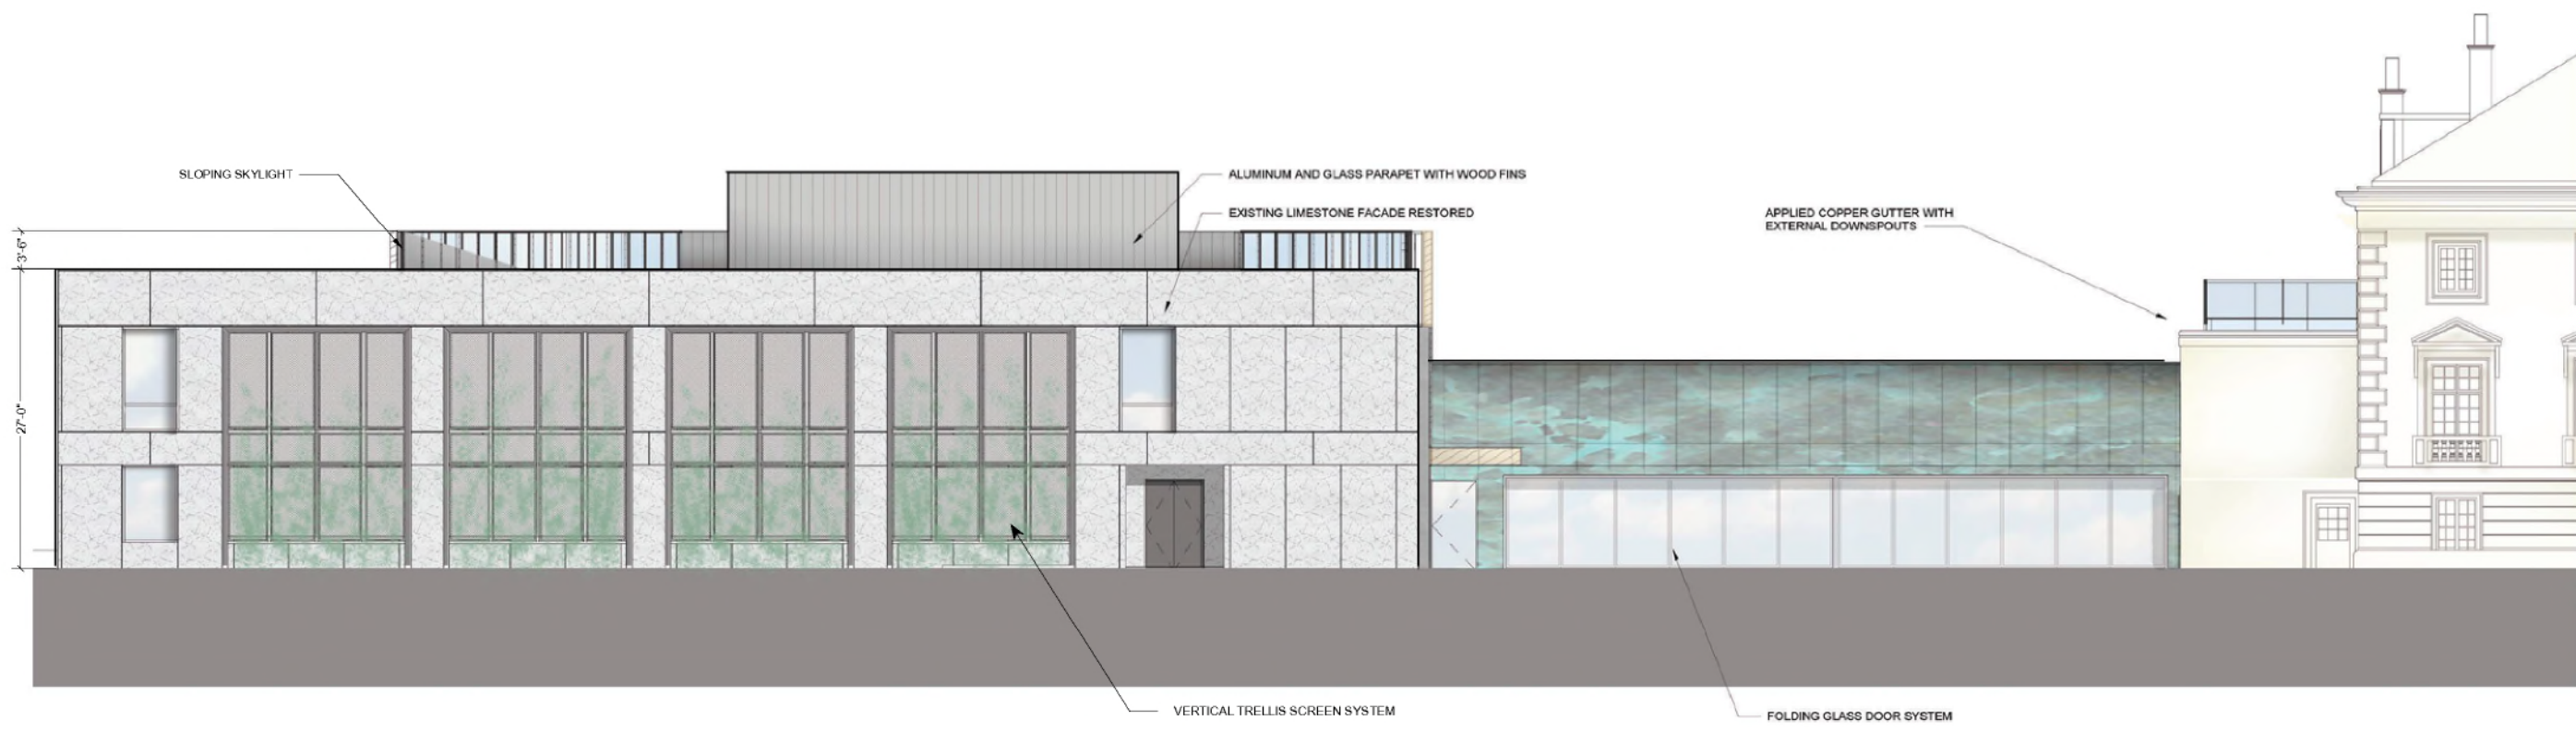 SLOPING SKYLIGHT
ALUMINUM AND GLASS PARAPET WITH WOOD FINS
EXISTING LIMESTONE FACADE RESTORED
APPLIED COPPER GUTTER WITH
EXTERNAL DOWNSPOUTS
3'-6"
27'-0"
VERTICAL TRELLIS SCREEN SYSTEM
FOLDING GLASS DOOR SYSTEM